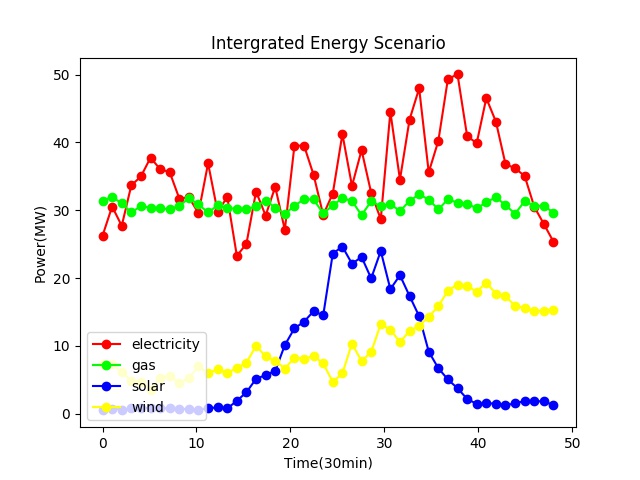 Intergrated Energy Scenario
Power(MW)
50
40
30
20
10
0
electricity
gas
solar
wind
0 10 20 30 40 50
Time(30min)